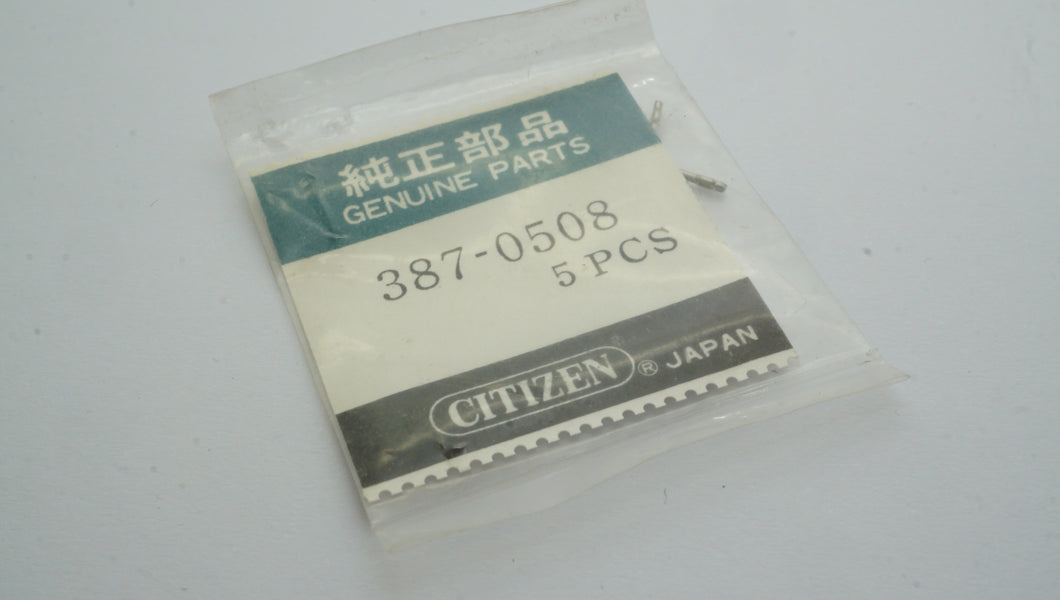 純正部品
GENUINE PARTS
387-0508
5 PCS
CITIZEN ® JAPAN